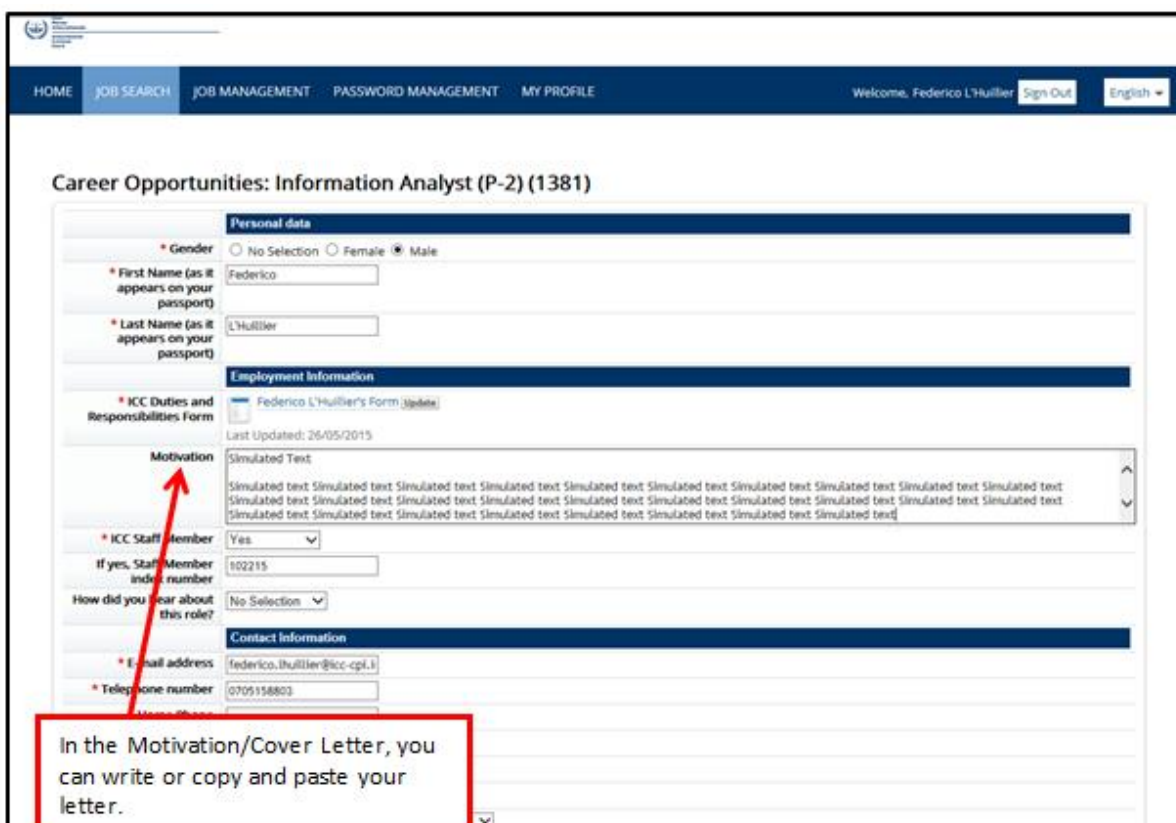 HOME JOB SEARCH JOB MANAGEMENT PASSWORD MANAGEMENT MY PROFILE Welcome, Federico L'Huillier Sign Out English
Career Opportunities: Information Analyst (P-2) (1381)
Personal data
* Gender No Selection Female Male
* First Name (as it Federico
appears on your
passport)
* Last Name (as it L'Huillier
appears on your
passport)
Employment Information
* ICC Duties and Federico L'Huillier's Form Update
Responsibilities Form
Last Updated: 26/05/2015
Motivation Simulated Text
Simulated text Simulated text Simulated text Simulated text Simulated text Simulated text Simulated text Simulated text Simulated text Simulated text
Simulated text Simulated text Simulated text Simulated text Simulated text Simulated text Simulated text Simulated text Simulated text Simulated text
Simulated text Simulated text Simulated text Simulated text Simulated text Simulated text Simulated text Simulated text
* ICC Staff Member Yes
If yes, Staff Member 102215
index number
How did you hear about No Selection
this role?
Contact Information
* E-mail address federico.lhuillier@icc-cpi.i
* Telephone number 0705158803
In the Motivation/Cover Letter, you
can write or copy and paste your
letter.